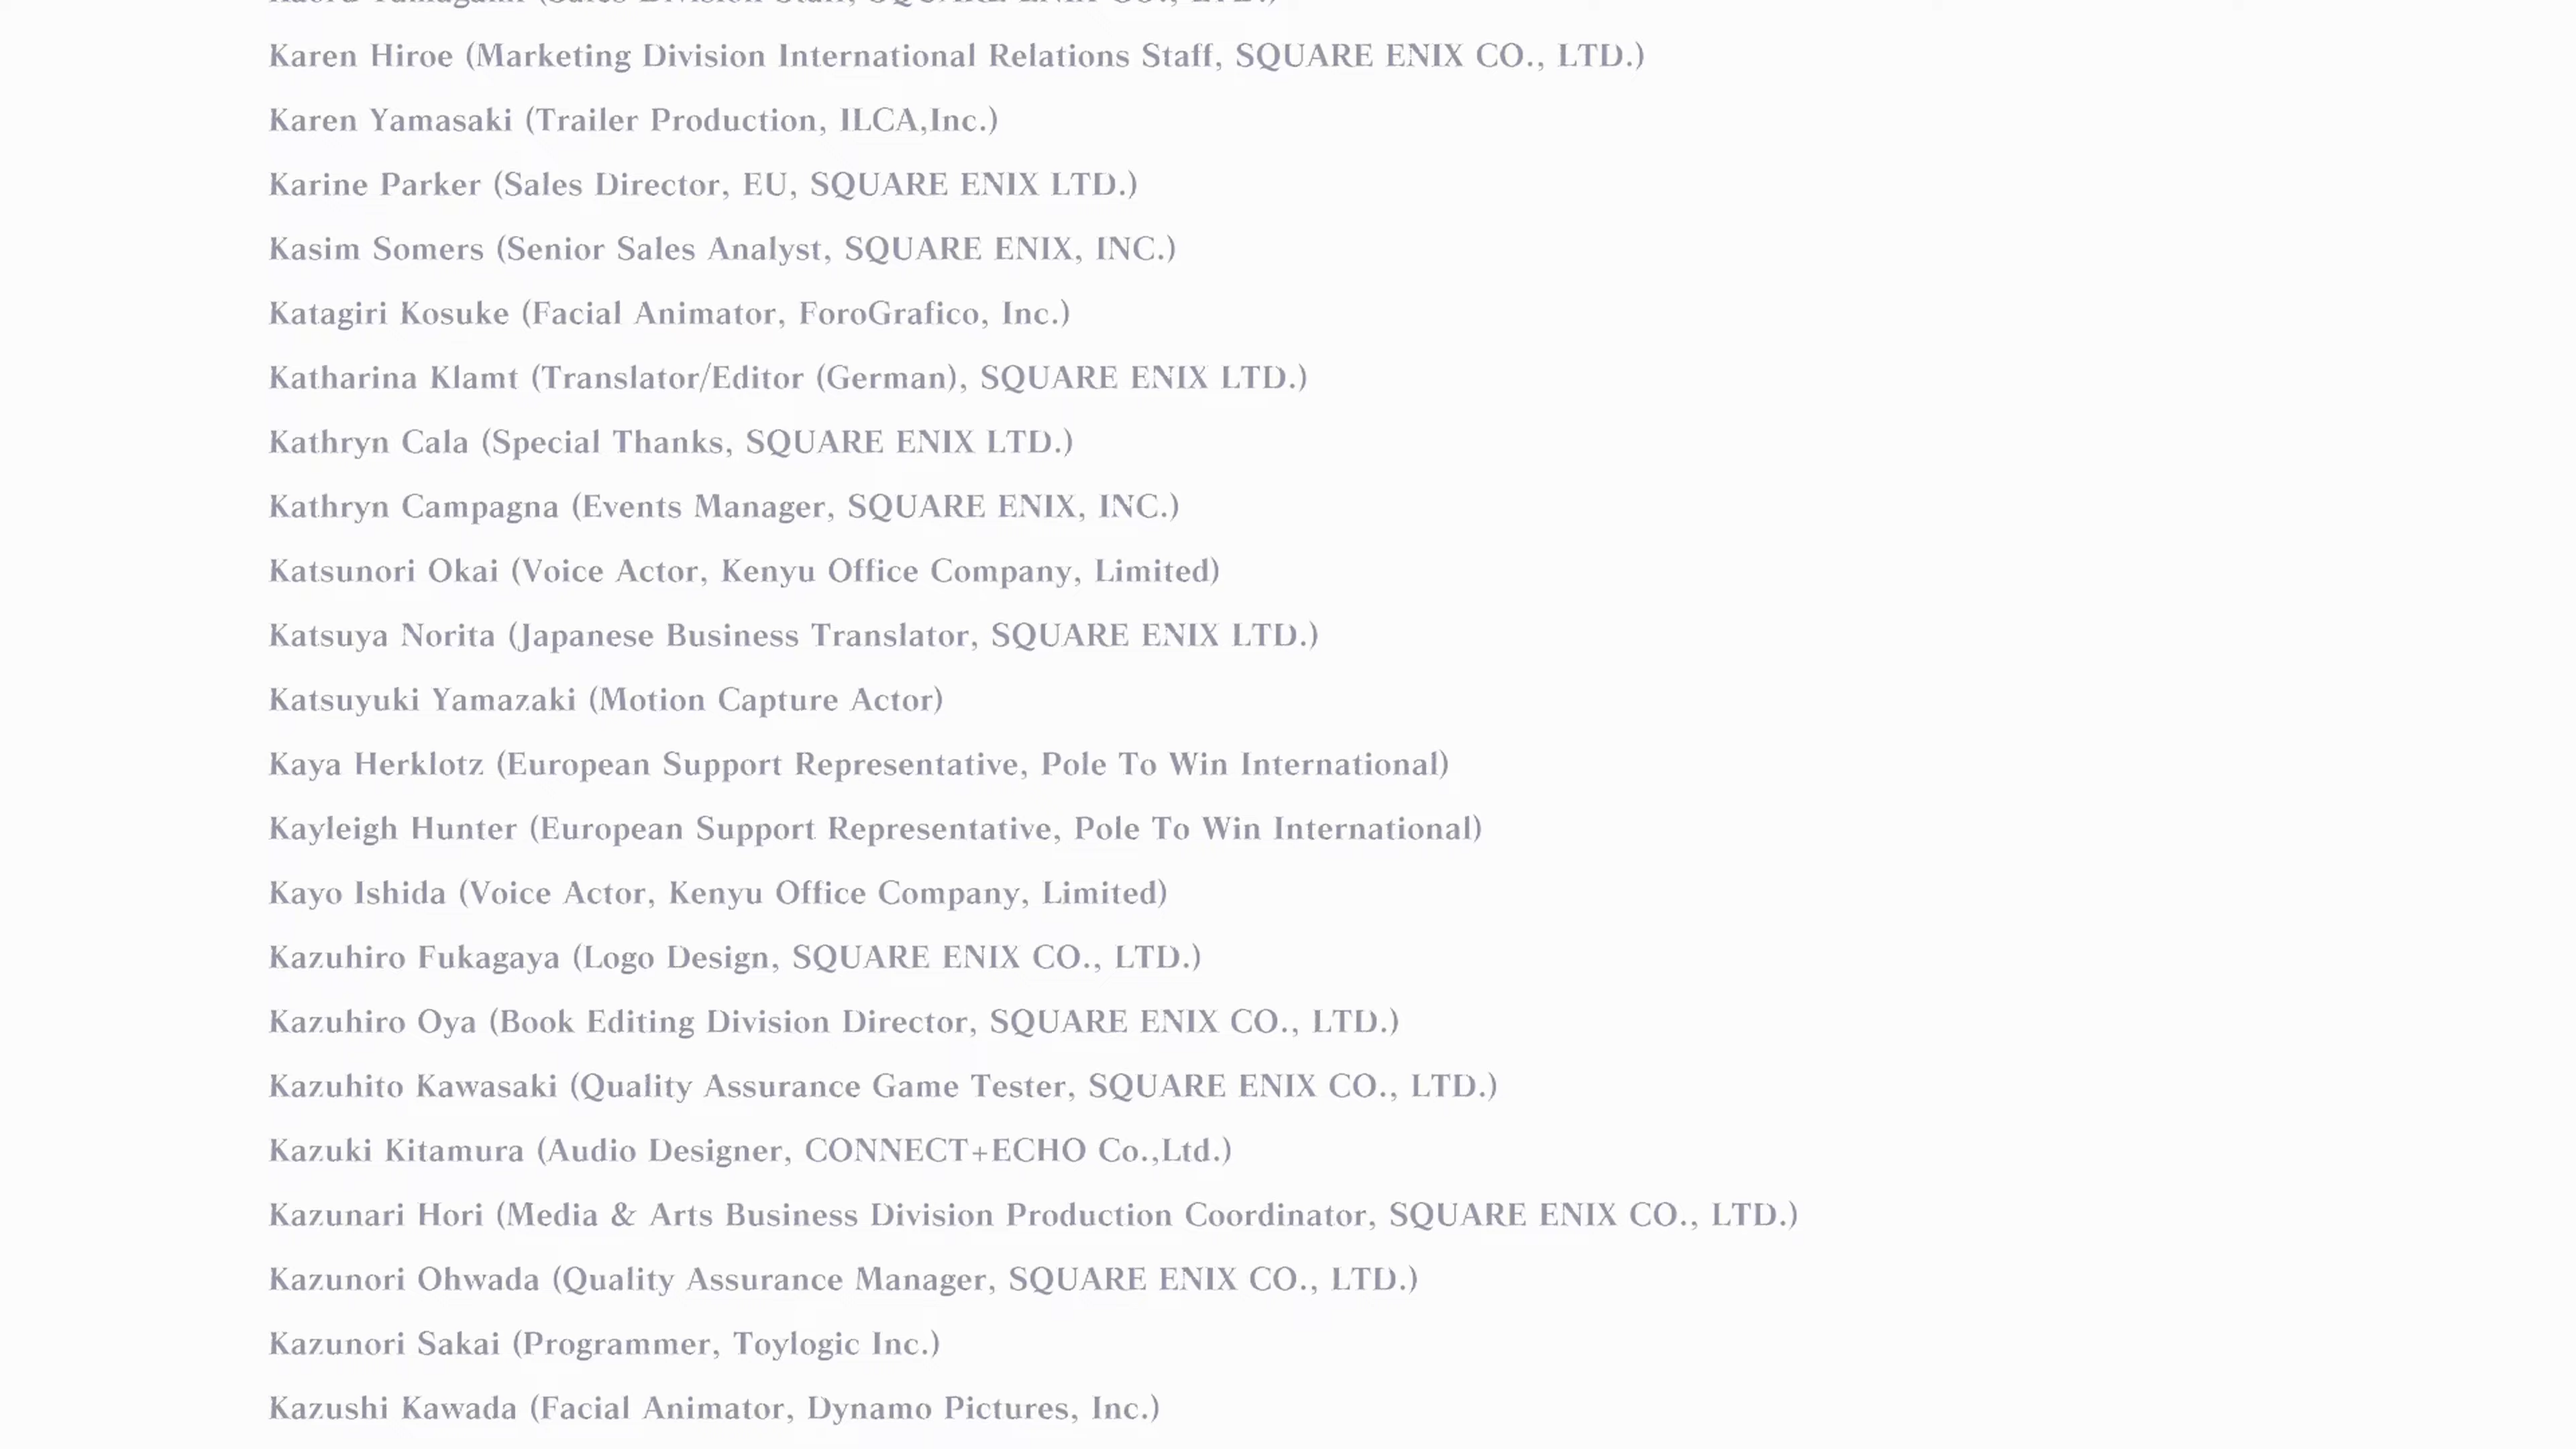 Karen Hiroe (Marketing Division International Relations Staff, SQUARE ENIX CO., LTD.)
Karen Yamasaki (Trailer Production, ILCA,Inc.)
Karine Parker (Sales Director, EU, SQUARE ENIX LTD.)
Kasim Somers (Senior Sales Analyst, SQUARE ENIX, INC.)
Katagiri Kosuke (Facial Animator, ForoGrafico, Inc.)
Katharina Klamt (Translator/Editor (German), SQUARE ENIX LTD.)
Kathryn Cala (Special Thanks, SQUARE ENIX LTD.)
Kathryn Campagna (Events Manager, SQUARE ENIX, INC.)
Katsunori Okai (Voice Actor, Kenyu Office Company, Limited)
Katsuya Norita (Japanese Business Translator, SQUARE ENIX LTD.)
Katsuyuki Yamazaki (Motion Capture Actor)
Kaya Herklotz (European Support Representative, Pole To Win International)
Kayleigh Hunter (European Support Representative, Pole To Win International)
Kayo Ishida (Voice Actor, Kenyu Office Company, Limited)
Kazuhiro Fukagaya (Logo Design, SQUARE ENIX CO., LTD.)
Kazuhiro Oya (Book Editing Division Director, SQUARE ENIX CO., LTD.)
Kazuhito Kawasaki (Quality Assurance Game Tester, SQUARE ENIX CO., LTD.)
Kazuki Kitamura (Audio Designer, CONNECT+ECHO Co.,Ltd.)
Kazunari Hori (Media & Arts Business Division Production Coordinator, SQUARE ENIX CO., LTD.)
Kazunori Ohwada (Quality Assurance Manager, SQUARE ENIX CO., LTD.)
Kazunori Sakai (Programmer, Toylogic Inc.)
Kazushi Kawada (Facial Animator, Dynamo Pictures, Inc.)